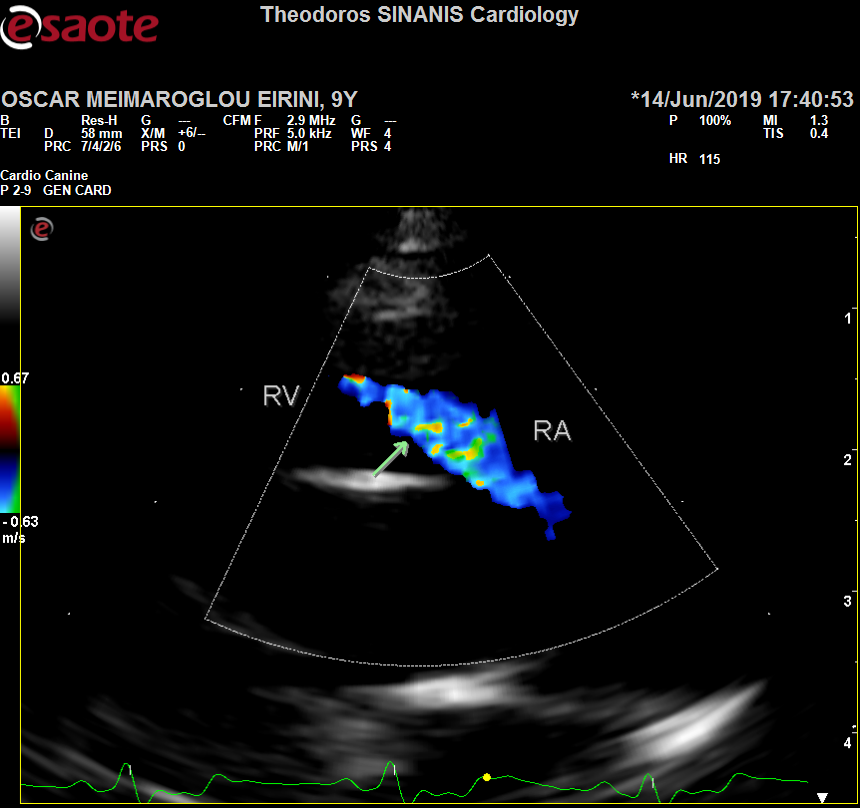 esaote
Theodoros SINANIS Cardiology
OSCAR MEIMAROGLOU EIRINI, 9Y *14/Jun/2019 17:40:53
B Res-H G --- CFM F 2.9 MHz G --- P 100% MI 1.3
TEI D 58 mm X/M +6/-- PRF 5.0 kHz WF 4 TIS 0.4
PRC 7/4/2/6 PRS 0 PRC M/1 PRS 4
HR 115
Cardio Canine
P 2-9 GEN CARD
e
1
0.67
RV
RA
2
- 0.63
m/s
3
4